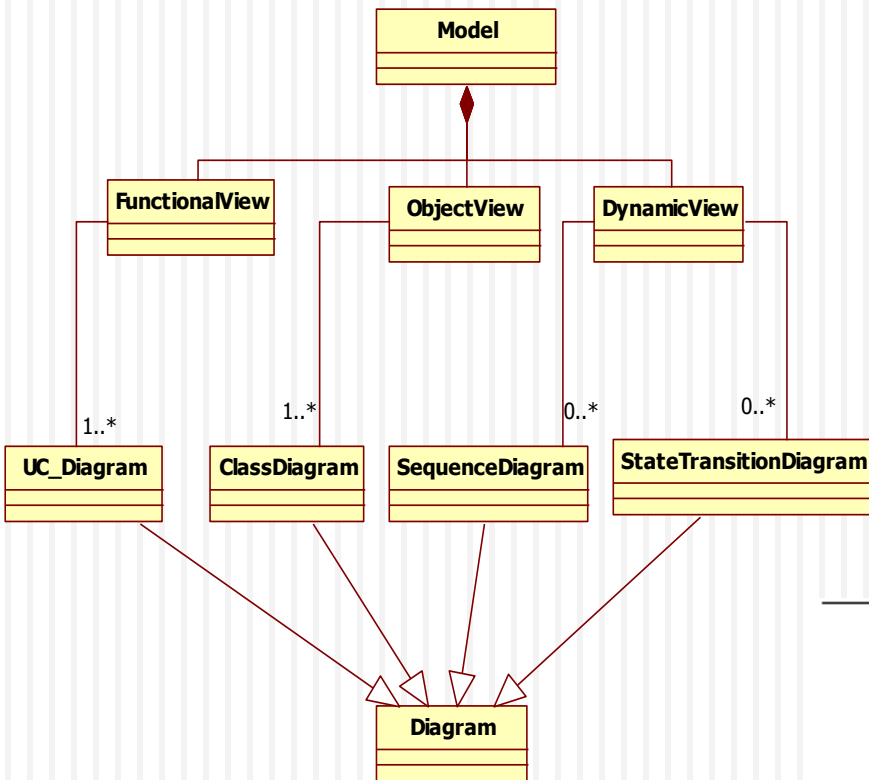 Model
FunctionalView
ObjectView
DynamicView
1..*
1..*
0..*
0..*
UC_Diagram
ClassDiagram
SequenceDiagram
StateTransitionDiagram
Diagram